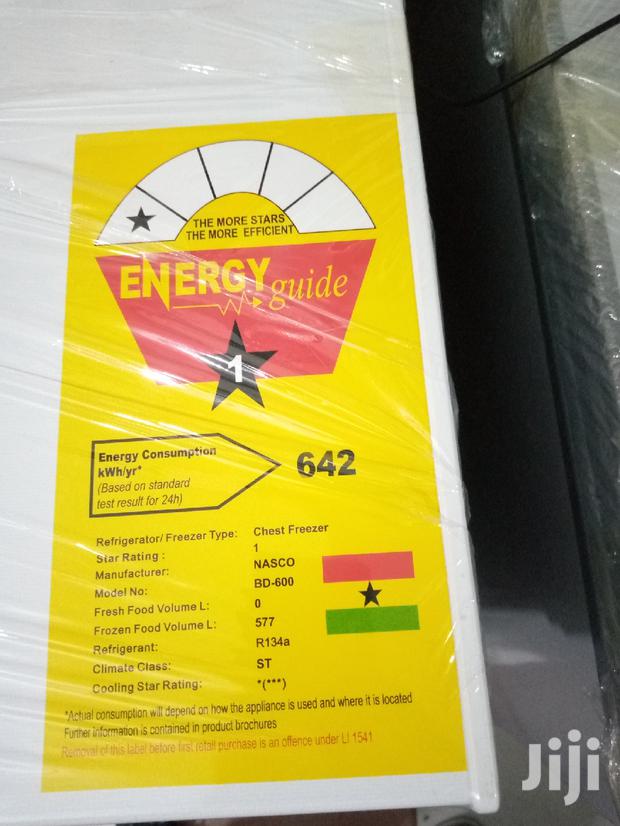 THE MORE STARS
THE MORE EFFICIENT
ENERGY guide
1
Energy Consumption
kWh/yr*
(Based on standard
test result for 24h)
642
Refrigerator/ Freezer Type: Chest Freezer
Star Rating : 1
Manufacturer: NASCO
Model No: BD-600
Fresh Food Volume L: 0
Frozen Food Volume L: 577
Refrigerant: R134a
Climate Class: ST
Cooling Star Rating: *(***)
*Actual consumption will depend on how the appliance is used and where it is located
Further information is contained in product brochures
Removal of this label before first retail purchase is an offence under LI 1541
Jiji